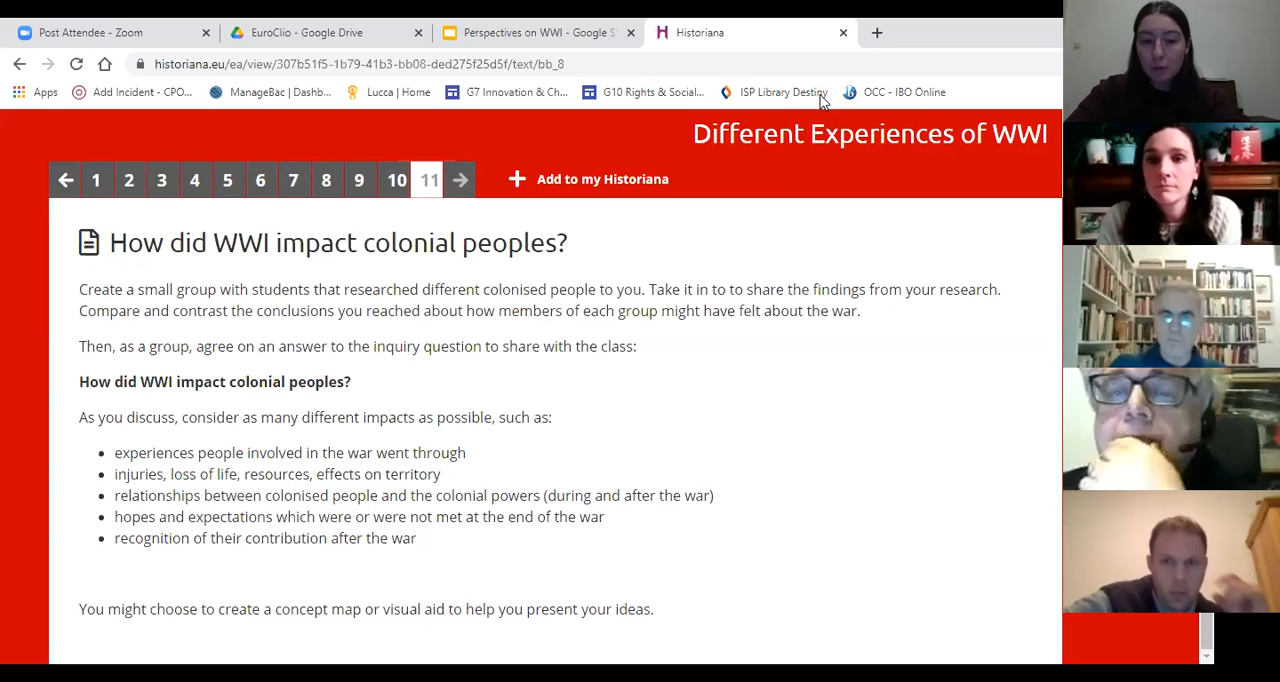 Post Attendee - Zoom
EuroClio - Google Drive
Perspectives on WWI - Google S
Historiana
historiana.eu/ea/view/307b51f5-1b79-41b3-bb08-ded275f25d5f/text/bb_8
Apps
Add Incident - CPO...
ManageBac | Dashb...
Lucca | Home
G7 Innovation & Ch...
G10 Rights & Social...
ISP Library Destiny
OCC - IBO Online
Different Experiences of WWI
1 2 3 4 5 6 7 8 9 10 11
Add to my Historiana
How did WWI impact colonial peoples?
Create a small group with students that researched different colonised people to you. Take it in to to share the findings from your research.
Compare and contrast the conclusions you reached about how members of each group might have felt about the war.
Then, as a group, agree on an answer to the inquiry question to share with the class:
How did WWI impact colonial peoples?
As you discuss, consider as many different impacts as possible, such as:
• experiences people involved in the war went through
• injuries, loss of life, resources, effects on territory
• relationships between colonised people and the colonial powers (during and after the war)
• hopes and expectations which were or were not met at the end of the war
• recognition of their contribution after the war
You might choose to create a concept map or visual aid to help you present your ideas.